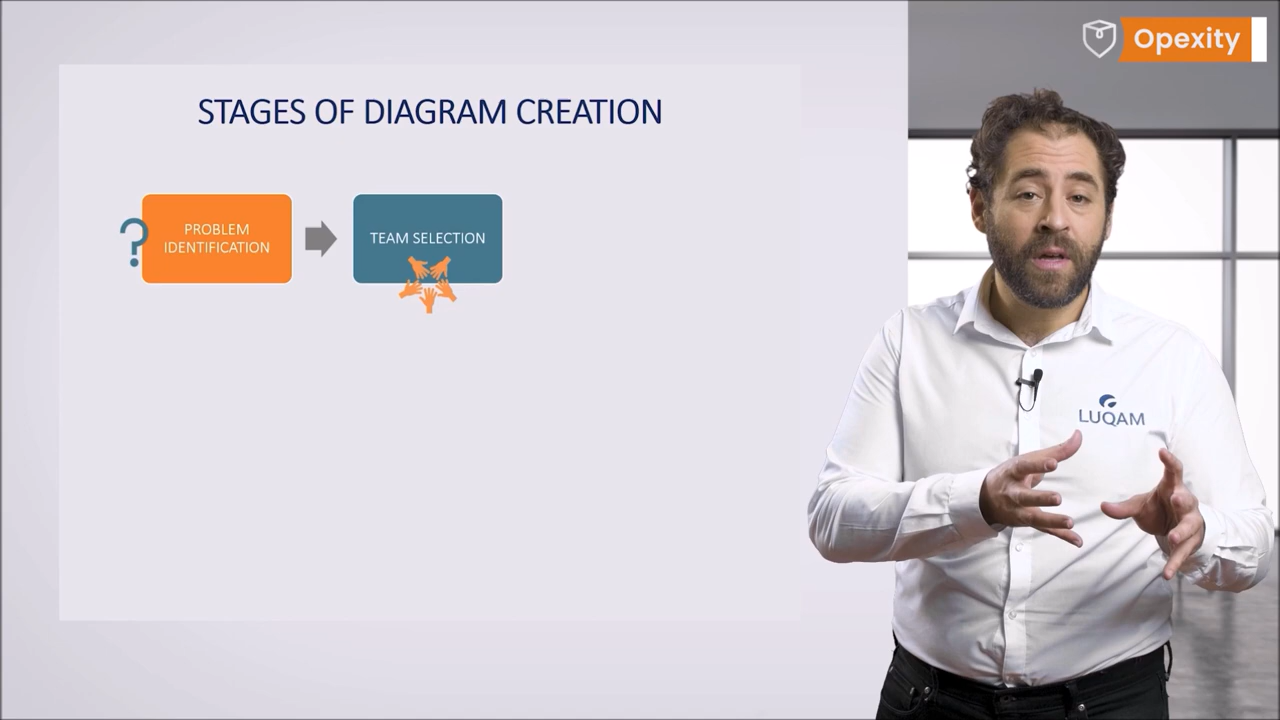 Opexity
STAGES OF DIAGRAM CREATION
PROBLEM
IDENTIFICATION
TEAM SELECTION
?
LUQAM